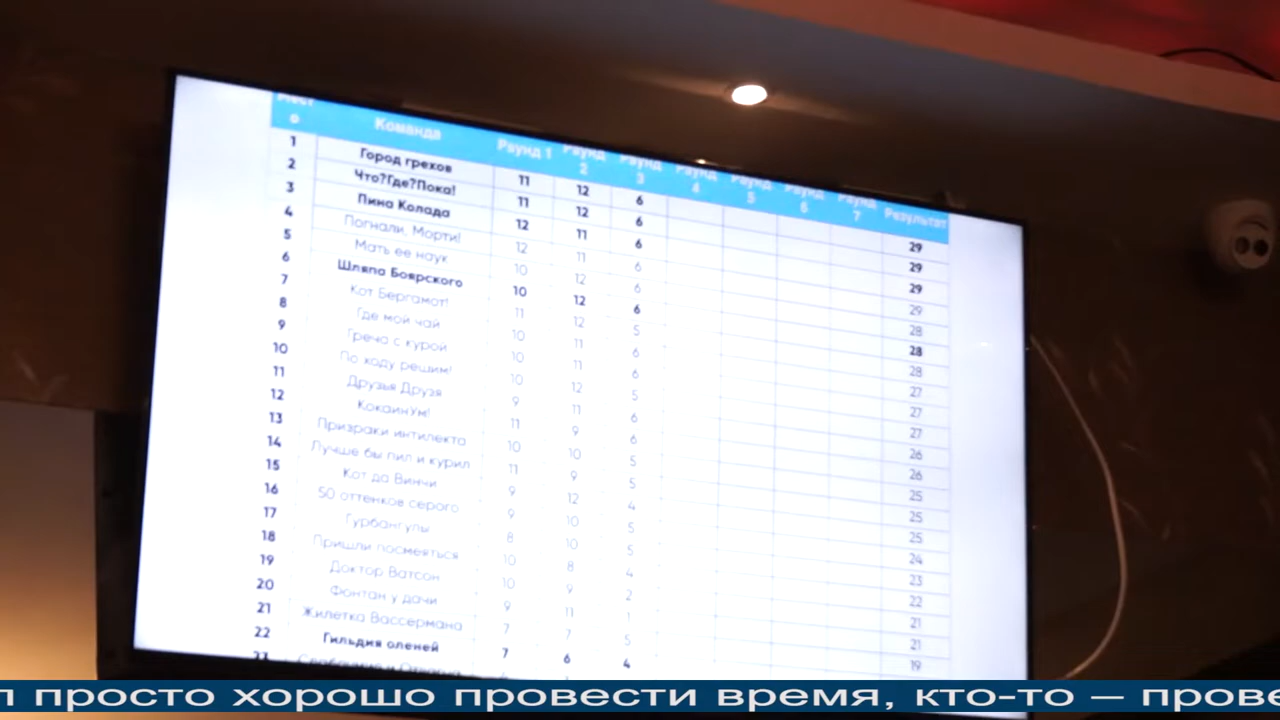 Место Команда Раунд 1 Раунд 2 Раунд 3 Раунд 4 Раунд 5 Раунд 6 Раунд 7 Результат
1 Город грехов 11 12 6 29
2 Что?Где?Пока! 11 12 6 29
3 Пина Колада 12 11 6 29
4 Погнали, Морти! 12 11 6 29
5 Мать ее наук 10 12 6 28
6 Шляпа Боярского 10 12 6 28
7 Кот Бергамот! 11 12 5 28
8 Где мой чай 10 11 6 27
9 Греча с курой 10 11 6 27
10 По ходу решим! 10 12 5 27
11 Друзья Друзя 9 11 6 26
12 КокаинУм! 11 9 6 26
13 Призраки интилекта 10 10 5 25
14 Лучше бы пил и курил 11 9 5 25
15 Кот да Винчи 9 12 4 25
16 50 оттенков серого 9 10 5 24
17 Гурбангулы 8 10 5 23
18 Пришли посмеяться 10 8 4 22
19 Доктор Ватсон 10 9 2 21
20 Фонтан у дачи 9 11 1 21
21 Жилетка Вассермана 7 7 5 19
22 Гильдия оленей 7 6 4
23
л просто хорошо провести время, кто-то — прове